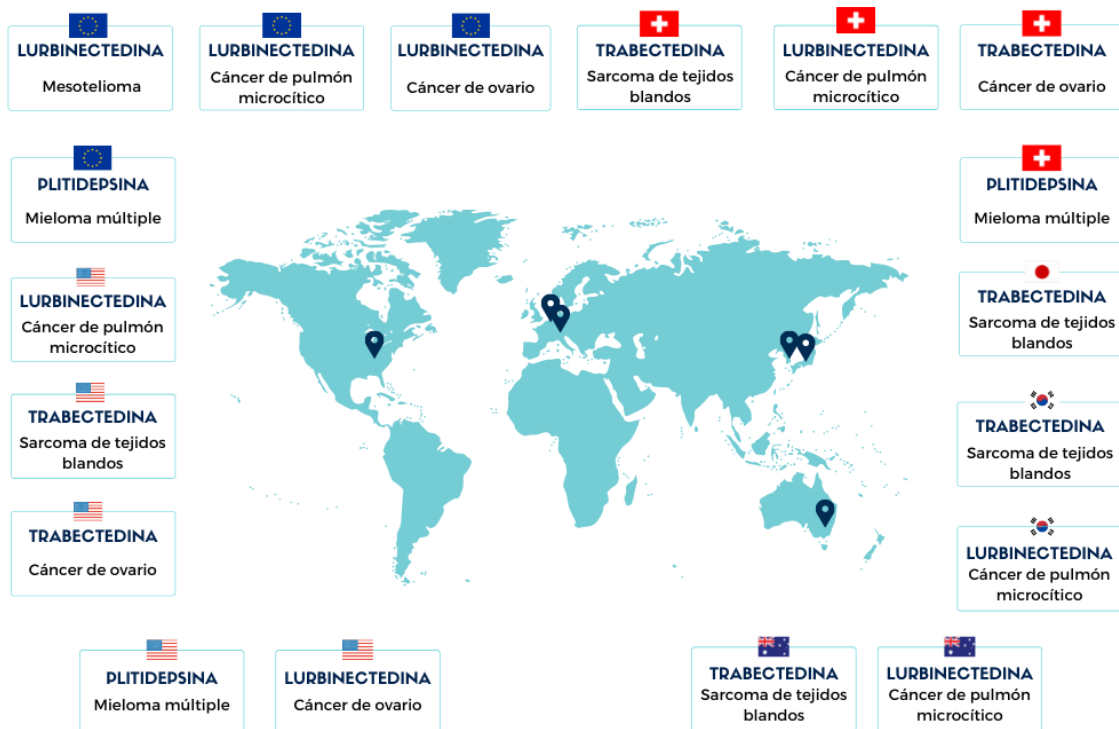 LURBINECTEDINA
Mesotelioma
LURBINECTEDINA
Cáncer de pulmón
microcítico
LURBINECTEDINA
Cáncer de ovario
TRABECTEDINA
Sarcoma de tejidos
blandos
LURBINECTEDINA
Cáncer de pulmón
microcítico
TRABECTEDINA
Cáncer de ovario
PLITIDEPSINA
Mieloma múltiple
PLITIDEPSINA
Mieloma múltiple
LURBINECTEDINA
Cáncer de pulmón
microcítico
TRABECTEDINA
Sarcoma de tejidos
blandos
TRABECTEDINA
Sarcoma de tejidos
blandos
TRABECTEDINA
Sarcoma de tejidos
blandos
TRABECTEDINA
Cáncer de ovario
LURBINECTEDINA
Cáncer de pulmón
microcítico
PLITIDEPSINA
Mieloma múltiple
LURBINECTEDINA
Cáncer de ovario
TRABECTEDINA
Sarcoma de tejidos
blandos
LURBINECTEDINA
Cáncer de pulmón
microcítico